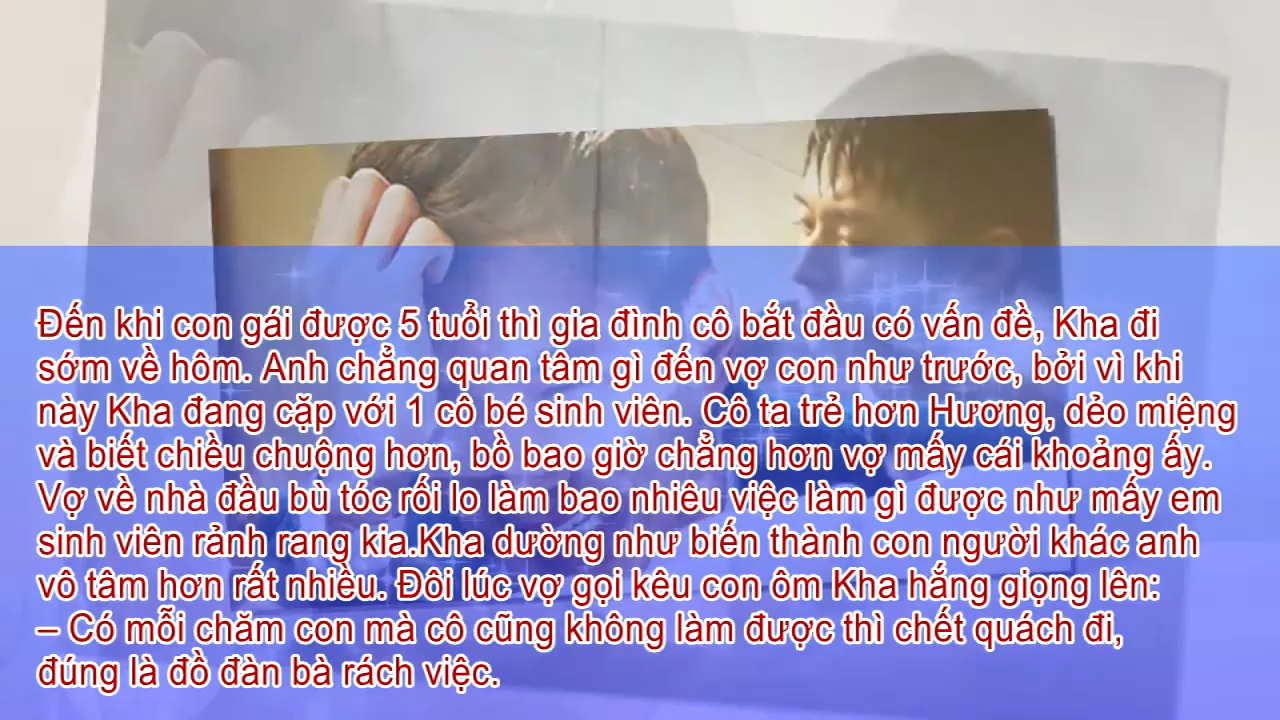 Đến khi con gái được 5 tuổi thì gia đình cô bắt đầu có vấn đề, Kha đi
sớm về hôm. Anh chẳng quan tâm gì đến vợ con như trước, bởi vì khi
này Kha đang cặp với 1 cô bé sinh viên. Cô ta trẻ hơn Hương, dẻo miệng
và biết chiều chuộng hơn, bồ bao giờ chẳng hơn vợ mấy cái khoảng ấy.
Vợ về nhà đầu bù tóc rối lo làm bao nhiêu việc làm gì được như mấy em
sinh viên rảnh rang kia.Kha dường như biến thành con người khác anh
vô tâm hơn rất nhiều. Đôi lúc vợ gọi kêu con ôm Kha hắng giọng lên:
– Có mỗi chăm con mà cô cũng không làm được thì chết quách đi,
đúng là đồ đàn bà rách việc.